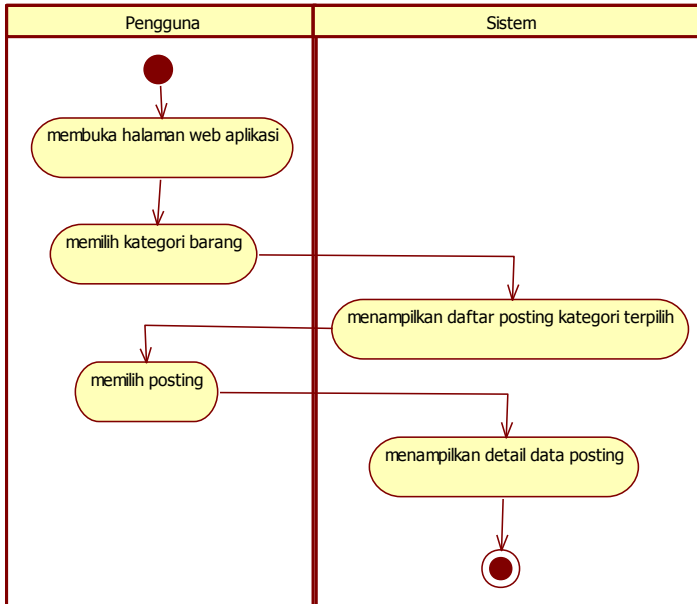 Pengguna
Sistem
membuka halaman web aplikasi
memilih kategori barang
menampilkan daftar posting kategori terpilih
memilih posting
menampilkan detail data posting